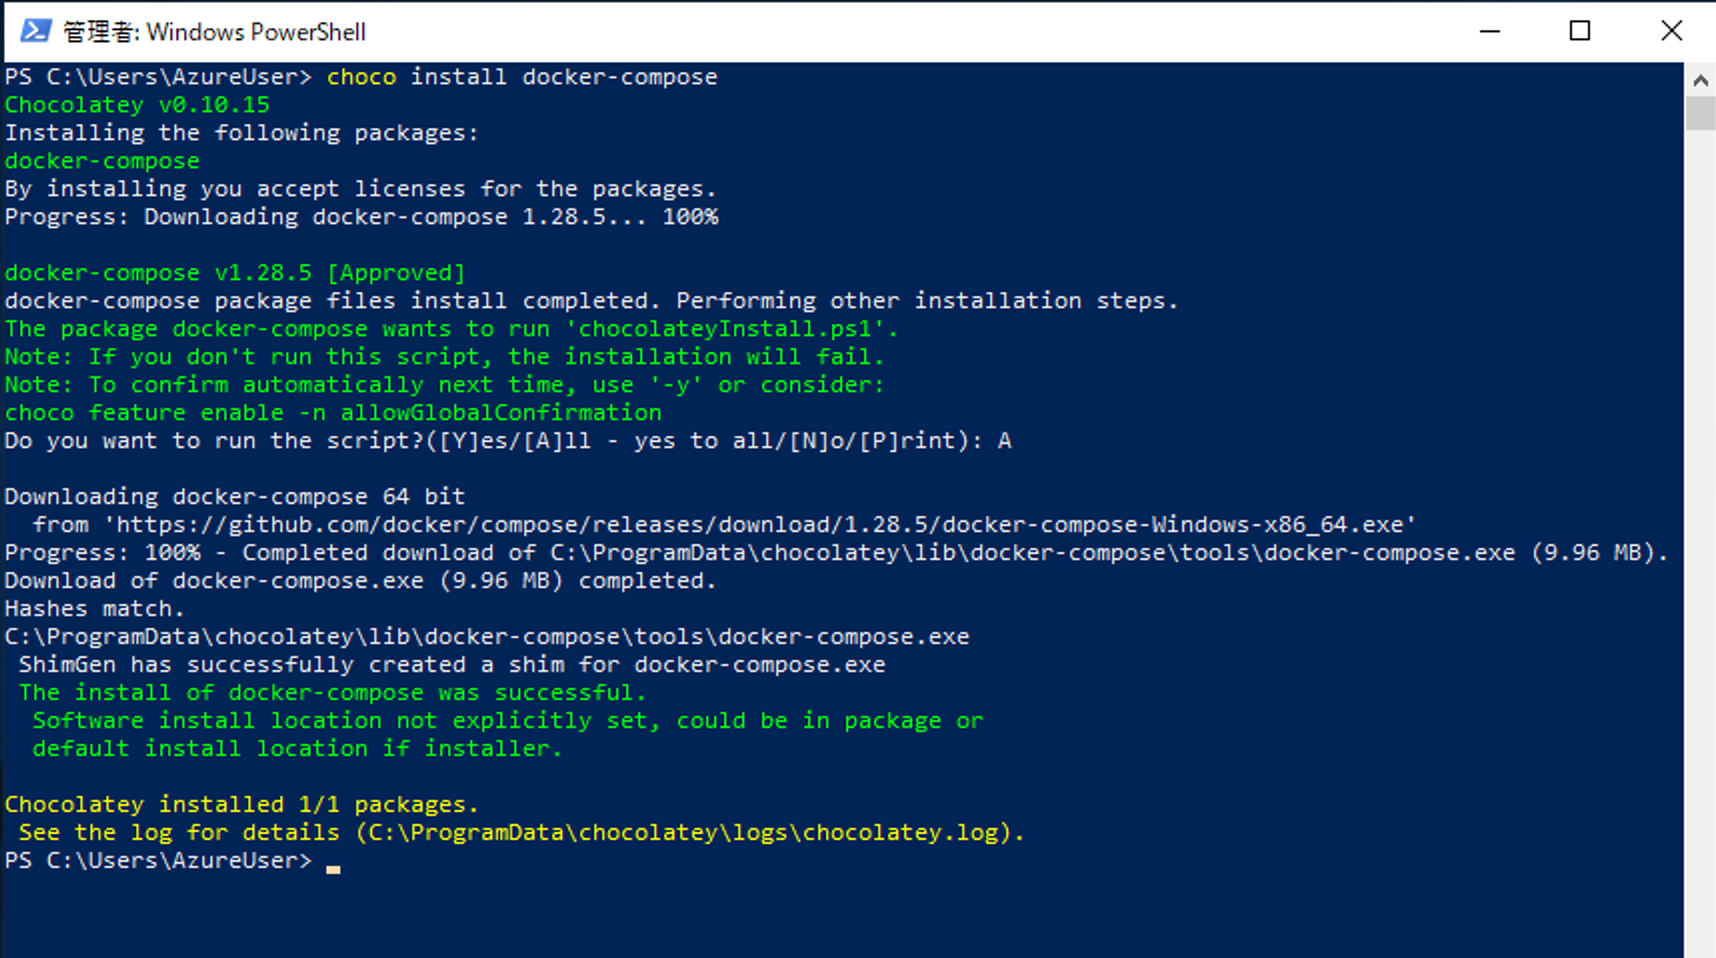 管理者: Windows PowerShell
PS C:\Users\AzureUser> choco install docker-compose
Chocolatey v0.10.15
Installing the following packages:
docker-compose
By installing you accept licenses for the packages.
Progress: Downloading docker-compose 1.28.5... 100%
docker-compose v1.28.5 [Approved]
docker-compose package files install completed. Performing other installation steps.
The package docker-compose wants to run 'chocolateyInstall.ps1'.
Note: If you don't run this script, the installation will fail.
Note: To confirm automatically next time, use '-y' or consider:
choco feature enable -n allowGlobalConfirmation
Do you want to run the script?([Y]es/[A]ll - yes to all/[N]o/[P]rint): A
Downloading docker-compose 64 bit
  from 'https://github.com/docker/compose/releases/download/1.28.5/docker-compose-Windows-x86_64.exe'
Progress: 100% - Completed download of C:\ProgramData\chocolatey\lib\docker-compose\tools\docker-compose.exe (9.96 MB).
Download of docker-compose.exe (9.96 MB) completed.
Hashes match.
C:\ProgramData\chocolatey\lib\docker-compose\tools\docker-compose.exe
 ShimGen has successfully created a shim for docker-compose.exe
 The install of docker-compose was successful.
  Software install location not explicitly set, could be in package or
  default install location if installer.
Chocolatey installed 1/1 packages.
 See the log for details (C:\ProgramData\chocolatey\logs\chocolatey.log).
PS C:\Users\AzureUser>